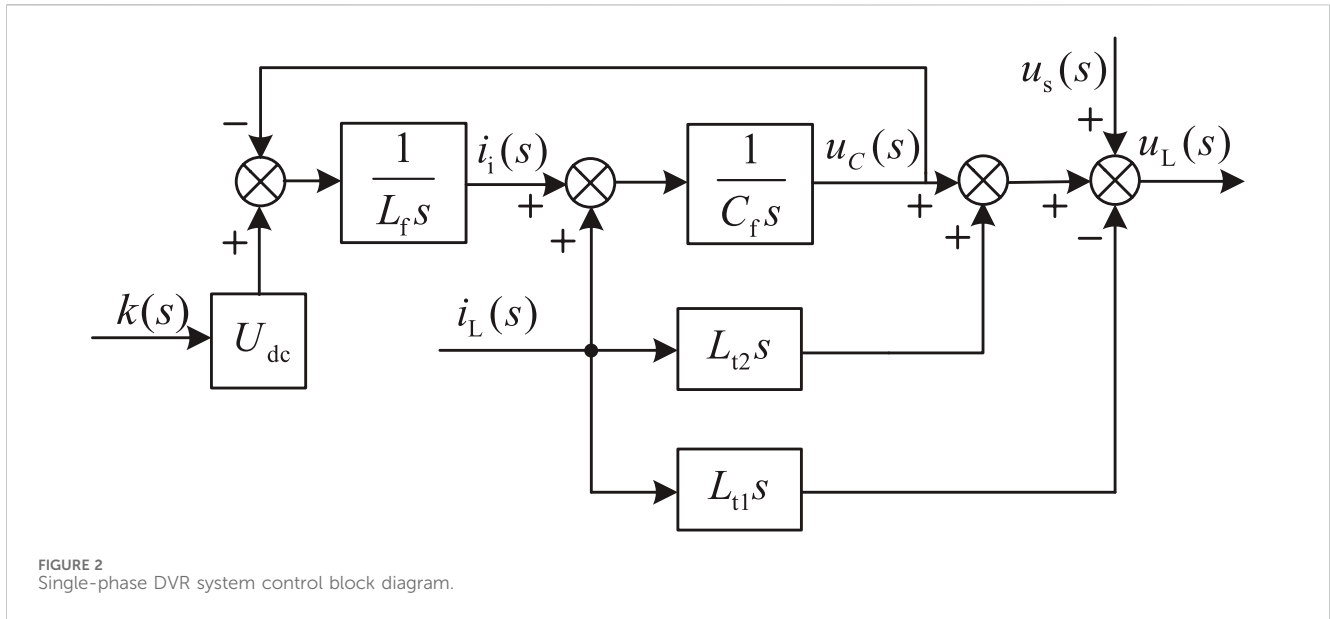 u_s(s)
−
+
1
L_f s
i_i(s)
+
1
C_f s
u_C(s)
+
u_L(s)
+
+
+
+
−
k(s)
U_dc
i_L(s)
L_t2 s
L_t1 s
FIGURE 2
Single-phase DVR system control block diagram.